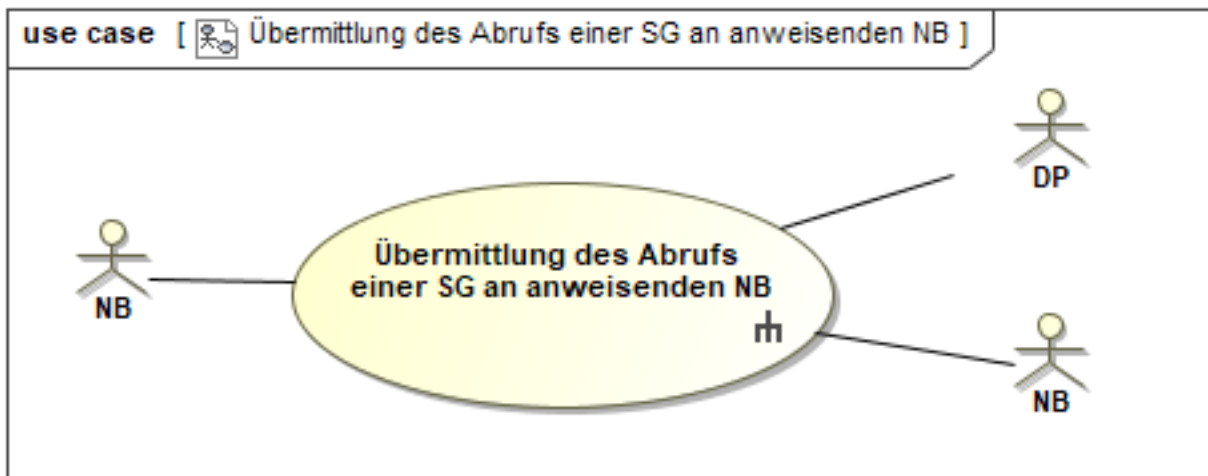 use case [ Übermittlung des Abrufs einer SG an anweisenden NB ]
DP
Übermittlung des Abrufs
einer SG an anweisenden NB
NB
NB